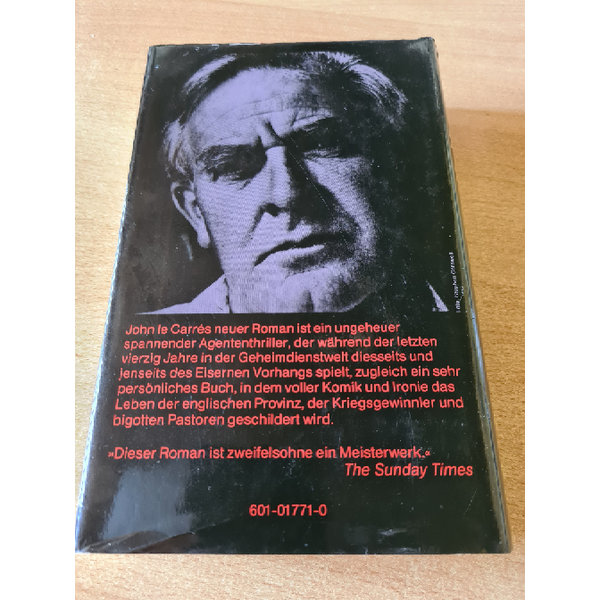 John le Carrés neuer Roman ist ein ungeheuer
spannender Agententhriller, der während der letzten
vierzig Jahre in der Geheimdienstwelt diesseits und
jenseits des Eisernen Vorhangs spielt, zugleich ein sehr
persönliches Buch, in dem voller Komik und Ironie das
Leben der englischen Provinz, der Kriegsgewinnler und
bigotten Pastoren geschildert wird.
»Dieser Roman ist zweifelsohne ein Meisterwerk.«
The Sunday Times
601-01771-0